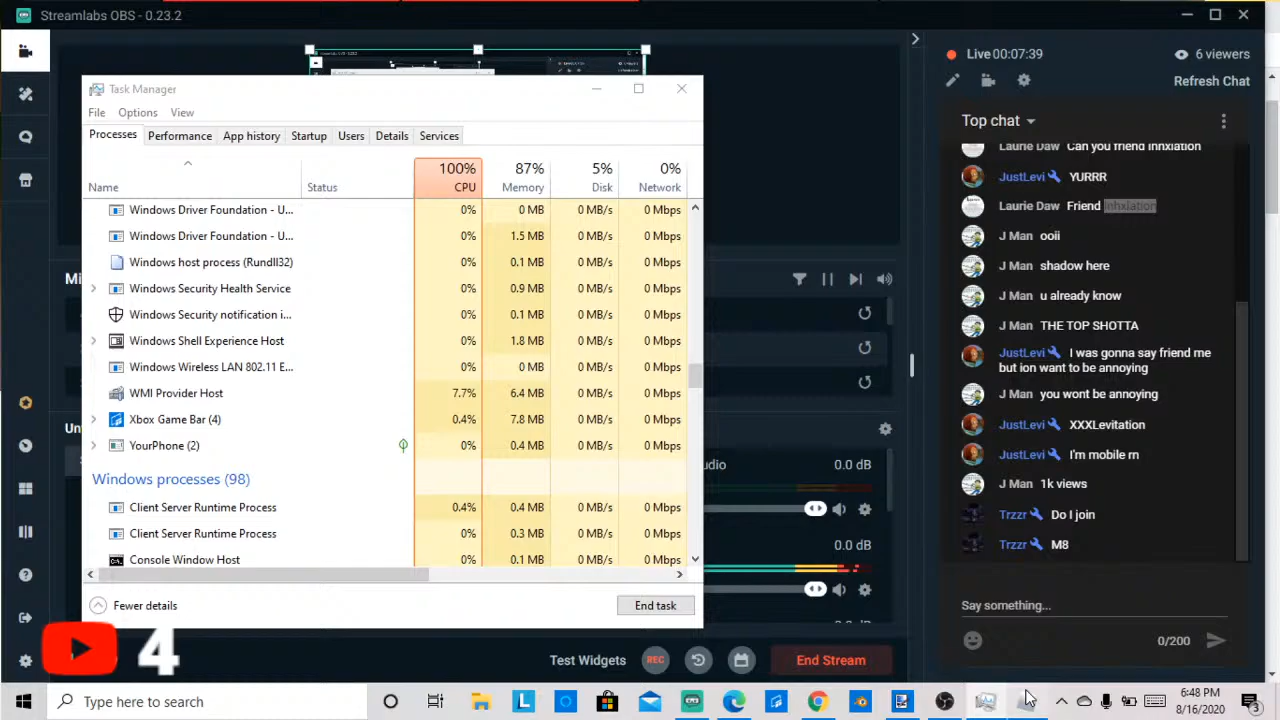 Streamlabs OBS - 0.23.2
Task Manager
File Options View
Processes Performance App history Startup Users Details Services
100% 87% 5% 0%
Name Status CPU Memory Disk Network
Windows Driver Foundation - U... 0% 0 MB 0 MB/s 0 Mbps
Windows Driver Foundation - U... 0% 1.5 MB 0 MB/s 0 Mbps
Windows host process (Rundll32) 0% 0.1 MB 0 MB/s 0 Mbps
Windows Security Health Service 0% 0.9 MB 0 MB/s 0 Mbps
Windows Security notification i... 0% 0.1 MB 0 MB/s 0 Mbps
Windows Shell Experience Host 0% 1.8 MB 0 MB/s 0 Mbps
Windows Wireless LAN 802.11 E... 0% 0 MB 0 MB/s 0 Mbps
WMI Provider Host 7.7% 6.4 MB 0 MB/s 0 Mbps
Xbox Game Bar (4) 0.4% 7.8 MB 0 MB/s 0 Mbps
YourPhone (2) 0% 0.4 MB 0 MB/s 0 Mbps
Windows processes (98)
Client Server Runtime Process 0.4% 0.4 MB 0 MB/s 0 Mbps
Client Server Runtime Process 0% 0.3 MB 0 MB/s 0 Mbps
Console Window Host 0% 0.1 MB 0 MB/s 0 Mbps
Fewer details End task
Mi
Un
udio 0.0 dB
0.0 dB
4
Test Widgets REC End Stream
Live 00:07:39 6 viewers
Refresh Chat
Top chat
Laurie Daw Can you friend Inhxlation
JustLevi YURRR
Laurie Daw Friend Inhxlation
J Man ooii
J Man shadow here
J Man u already know
J Man THE TOP SHOTTA
JustLevi I was gonna say friend me
but ion want to be annoying
J Man you wont be annoying
JustLevi XXXLevitation
JustLevi I'm mobile rn
J Man 1k views
Trzzr Do I join
Trzzr M8
Say something...
0/200
Type here to search
4:48 PM
8/16/2020
3